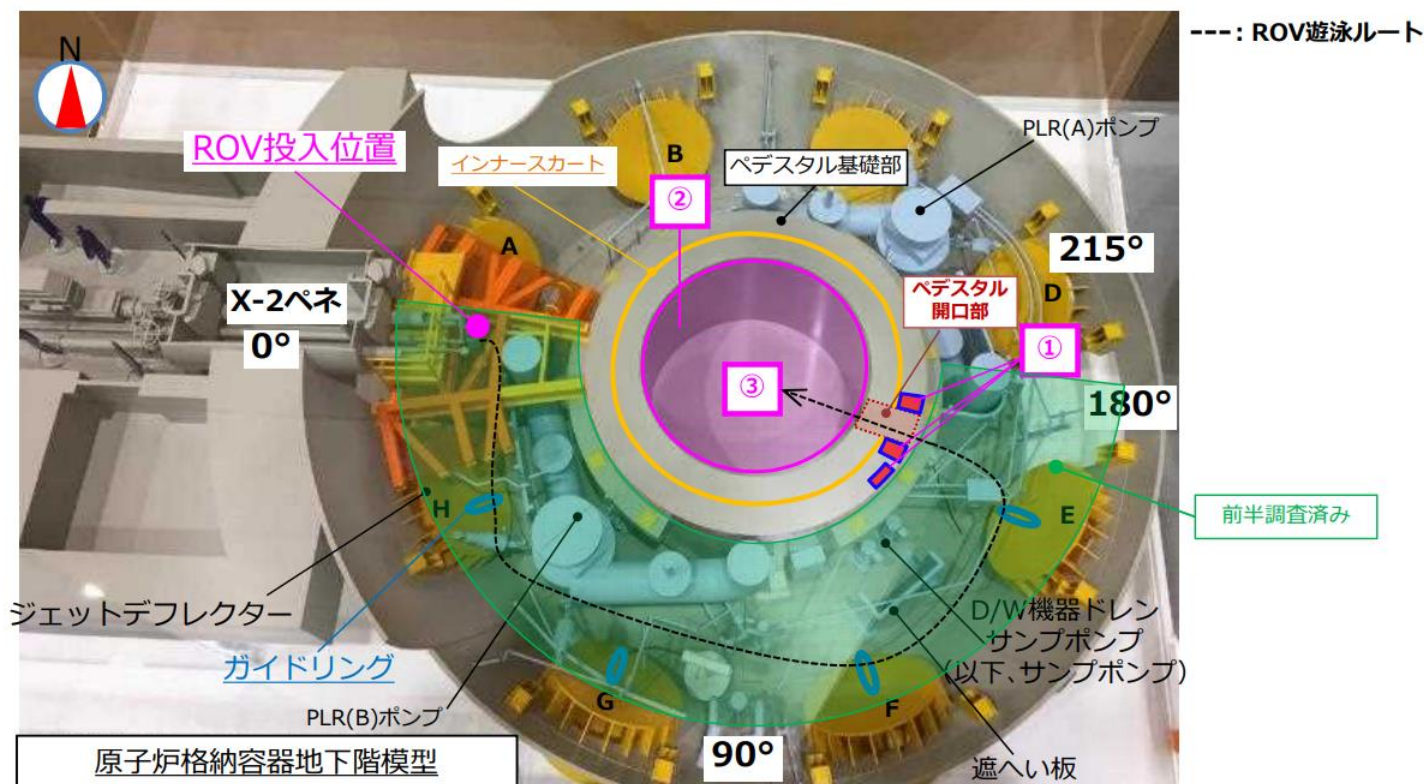 ---: ROV遊泳ルート
N
ROV投入位置
インナースカート
B
ペデスタル基礎部
PLR(A)ポンプ
②
A
215°
X-2ペネ
0°
ペデスタル
開口部
D
①
③
180°
H
E
前半調査済み
ジェットデフレクター
ガイドリング
D/W機器ドレン
サンプポンプ
(以下、サンプポンプ)
G
F
PLR(B)ポンプ
90°
遮へい板
原子炉格納容器地下階模型